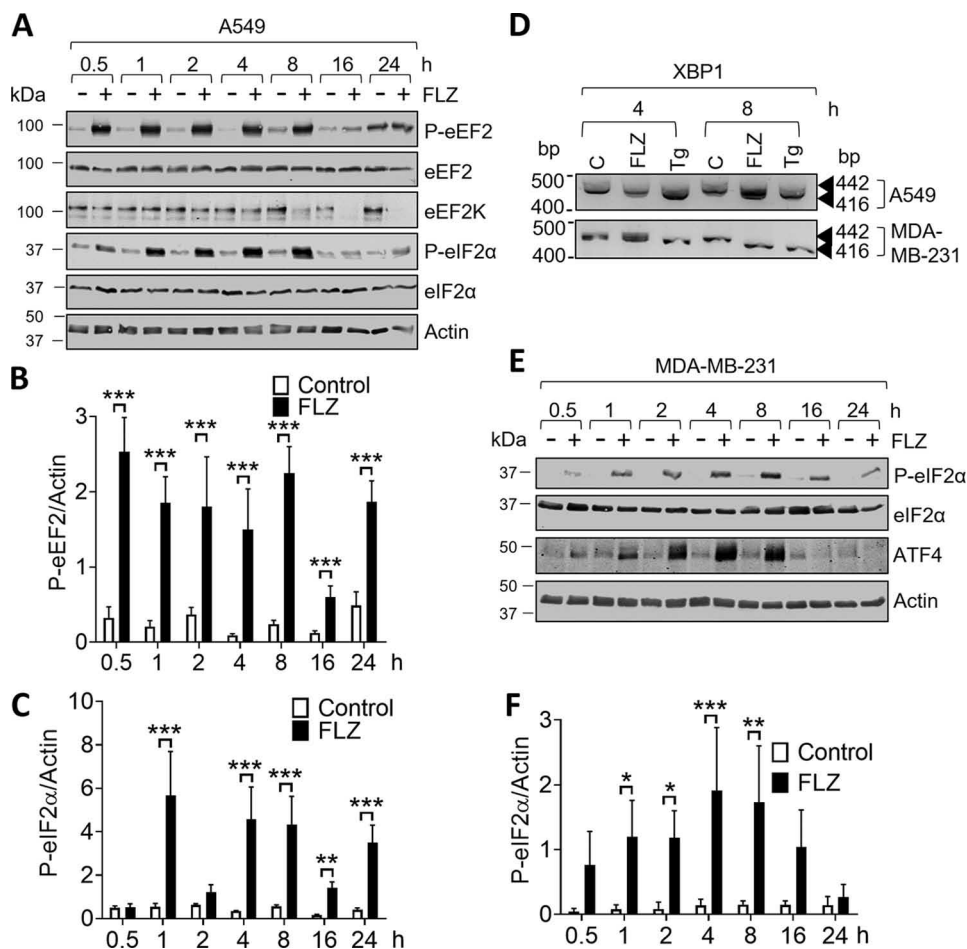 A
A549
0.5 1 2 4 8 16 24 h
kDa - + - + - + - + - + - + - + FLZ
100 P-eEF2
100 eEF2
100 eEF2K
37 P-eIF2α
37 eIF2α
50
37 Actin
B
Control
FLZ
*** *** *** *** *** *** ***
P-eEF2/Actin
3
2
1
0
0.5 1 2 4 8 16 24 h
C
Control
FLZ
*** *** *** ** ***
P-eIF2α/Actin
10
8
6
4
2
0
0.5 1 2 4 8 16 24 h
D
XBP1
4 8 h
bp C FLZ Tg C FLZ Tg bp
500 442
400 416 A549
500 442 MDA-
400 416 MB-231
E
MDA-MB-231
0.5 1 2 4 8 16 24 h
kDa - + - + - + - + - + - + - + FLZ
37 P-eIF2α
37 eIF2α
50 ATF4
50
37 Actin
F
Control
FLZ
* * *** **
P-eIF2α/Actin
3
2
1
0
0.5 1 2 4 8 16 24 h